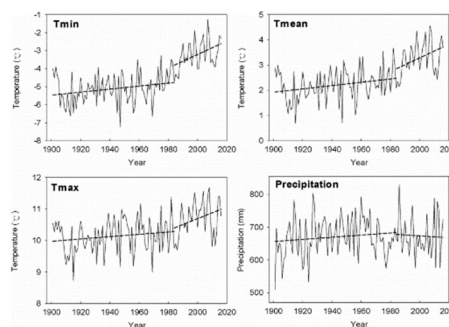 Tmin
Temperature (℃)
-1
-2
-3
-4
-5
-6
-7
-8
1900 1920 1940 1960 1980 2000 2020
Year
Tmean
Temperature (℃)
5
4
3
2
1
0
1900 1920 1940 1960 1980 2000 2020
Year
Tmax
Temperature (℃)
12
11
10
9
8
1900 1920 1940 1960 1980 2000 2020
Year
Precipitation
Precipitation (mm)
800
700
600
500
1900 1920 1940 1960 1980 2000 2020
Year